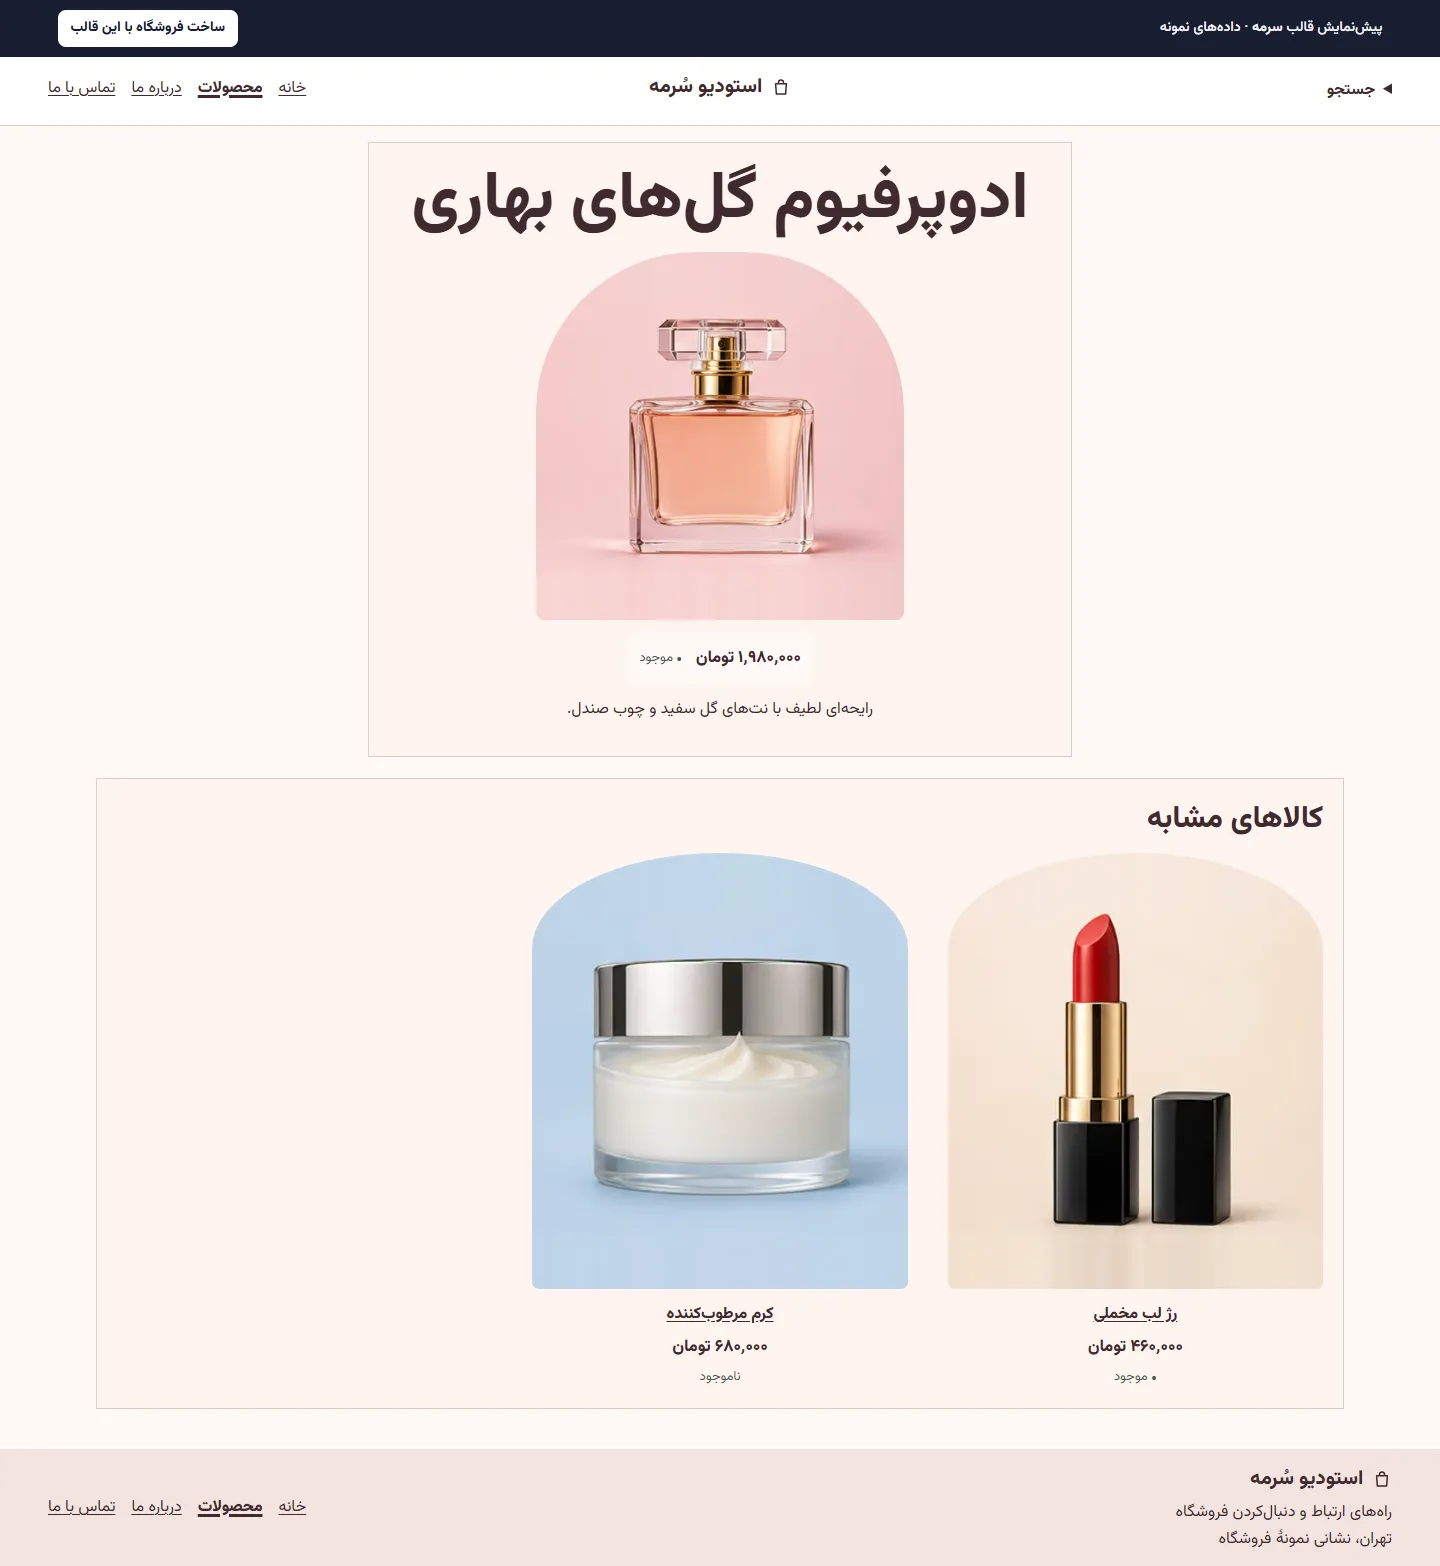 پیش‌نمایش قالب سرمه · داده‌های نمونه
ساخت فروشگاه با این قالب
جستجو
استودیو سُرمه
خانه محصولات درباره ما تماس با ما
ادوپرفیوم گل‌های بهاری
۱,۹۸۰,۰۰۰ تومان • موجود
رایحه‌ای لطیف با نت‌های گل سفید و چوب صندل.
کالاهای مشابه
رژ لب مخملی
۴۶۰,۰۰۰ تومان
• موجود
کرم مرطوب‌کننده
۶۸۰,۰۰۰ تومان
ناموجود
استودیو سُرمه
راه‌های ارتباط و دنبال‌کردن فروشگاه
تهران، نشانی نمونهٔ فروشگاه
خانه محصولات درباره ما تماس با ما